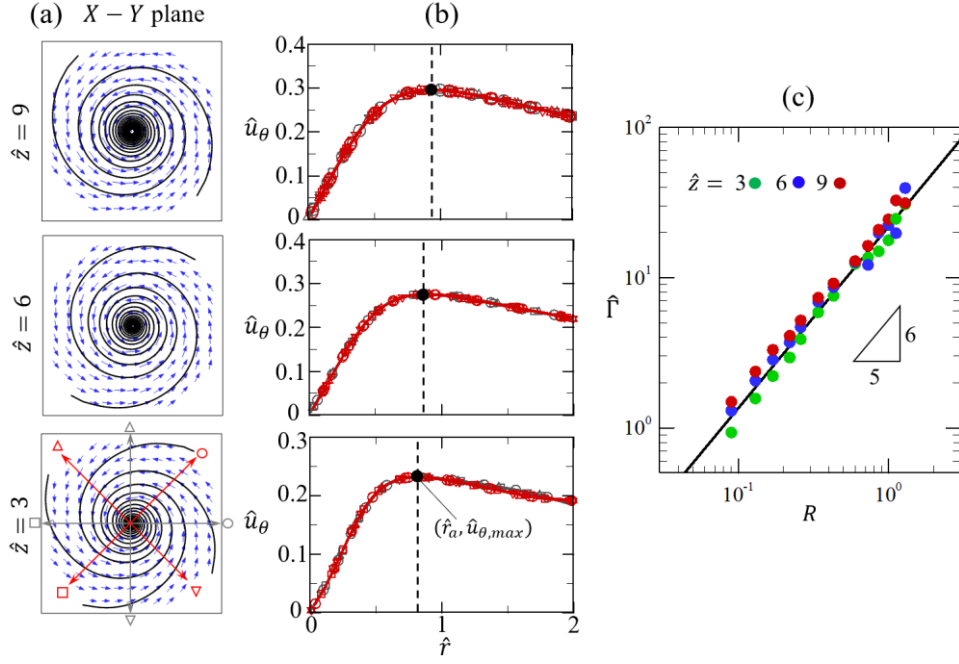 (a) X − Y plane
ẑ = 9
ẑ = 6
ẑ = 3
(b)
0.4
0.3
û_θ
0.2
0.1
0
0.4
0.3
û_θ
0.2
0.1
0
0.3
0.2
û_θ
0.1
0
(r̂_a, û_θ,max)
0 1 2
r̂
(c)
10^2
ẑ = 3 6 9
10^1
Γ̂
6
5
10^0
10^-1 10^0
R